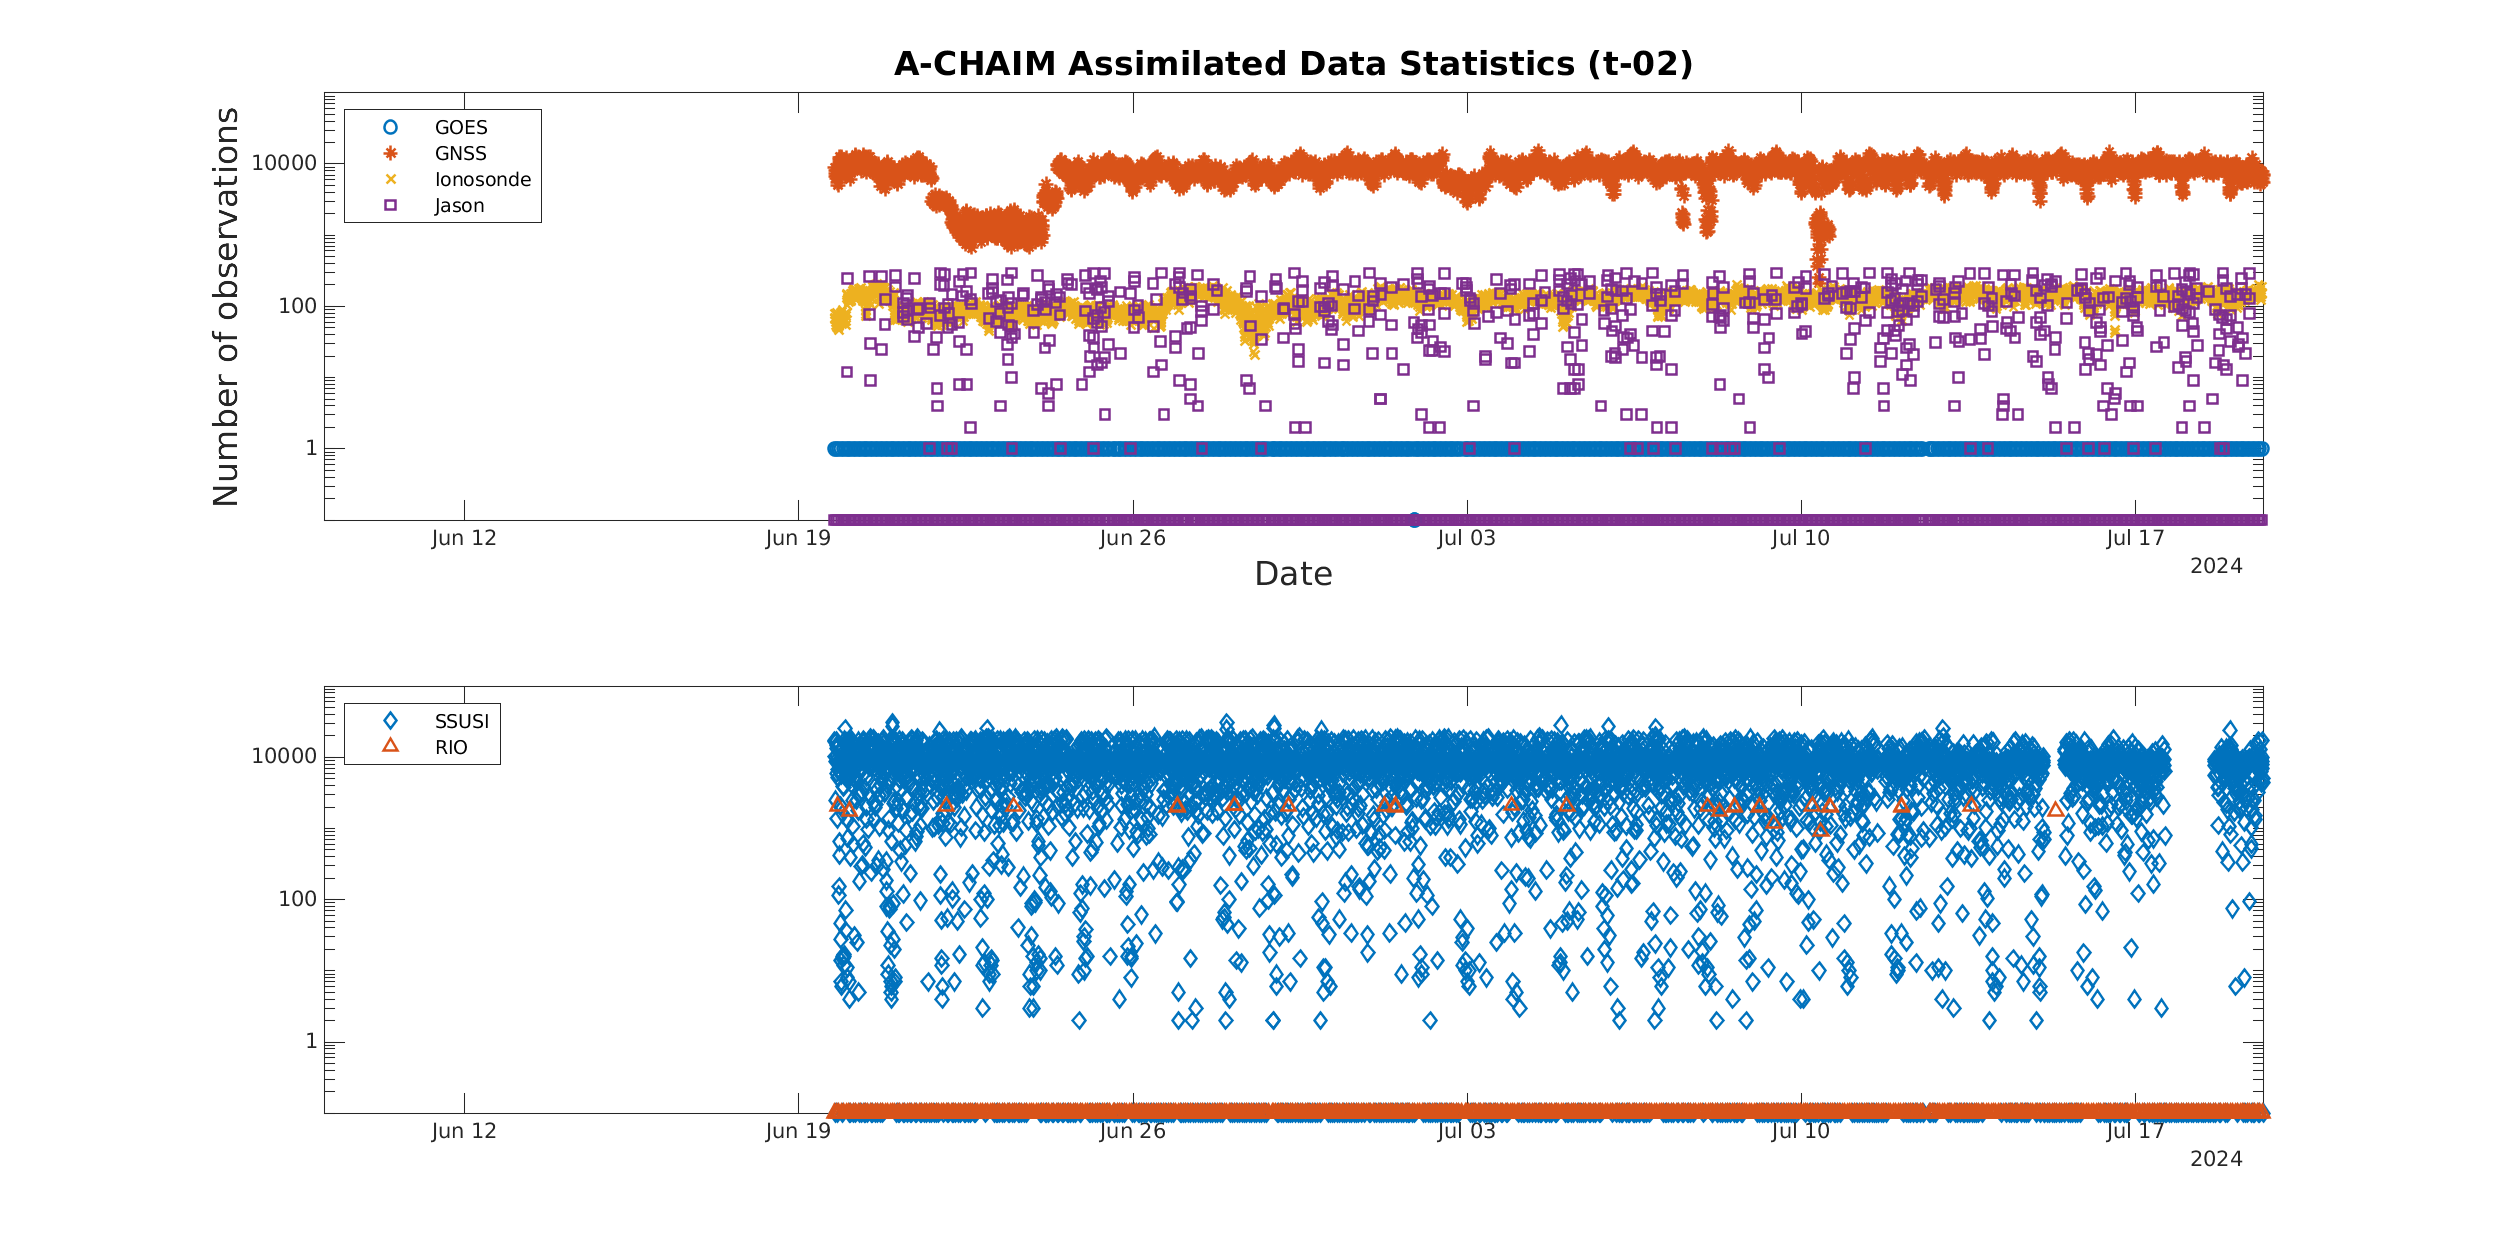 A-CHAIM Assimilated Data Statistics (t-02)
Number of observations
10000
100
1
GOES
GNSS
Ionosonde
Jason
Jun 12 Jun 19 Jun 26 Jul 03 Jul 10 Jul 17
2024
Date
10000
100
1
SSUSI
RIO
Jun 12 Jun 19 Jun 26 Jul 03 Jul 10 Jul 17
2024